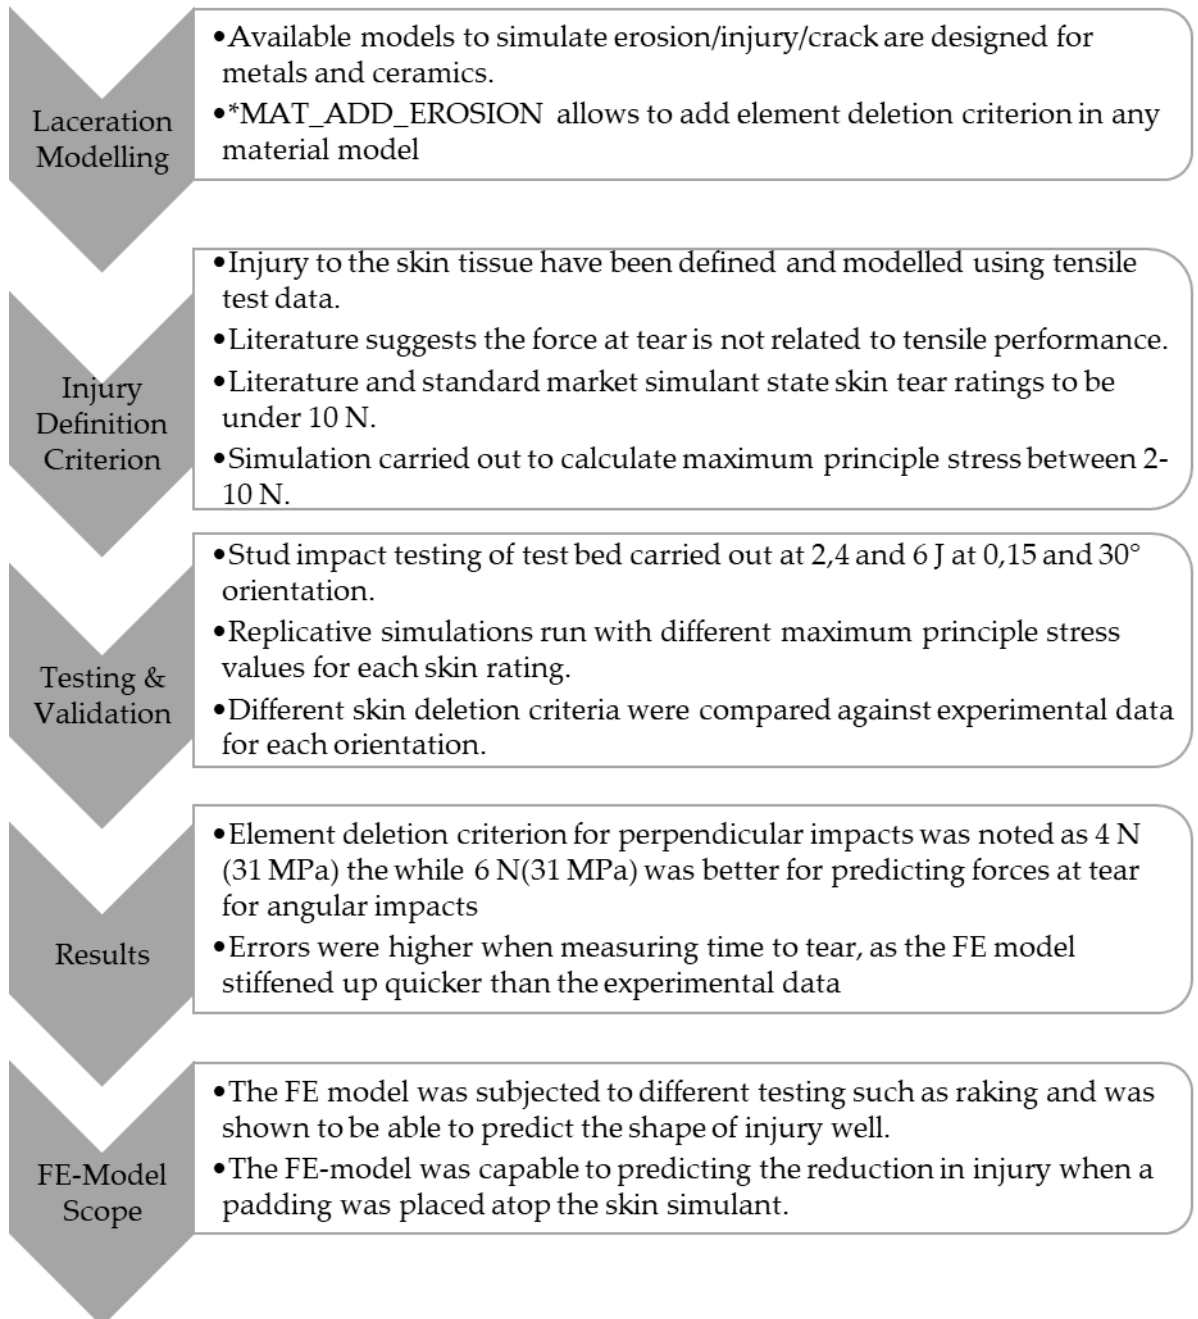 Laceration
Modelling
•Available models to simulate erosion/injury/crack are designed for
metals and ceramics.
•*MAT_ADD_EROSION allows to add element deletion criterion in any
material model
Injury
Definition
Criterion
•Injury to the skin tissue have been defined and modelled using tensile
test data.
•Literature suggests the force at tear is not related to tensile performance.
•Literature and standard market simulant state skin tear ratings to be
under 10 N.
•Simulation carried out to calculate maximum principle stress between 2-
10 N.
Testing &
Validation
•Stud impact testing of test bed carried out at 2,4 and 6 J at 0,15 and 30°
orientation.
•Replicative simulations run with different maximum principle stress
values for each skin rating.
•Different skin deletion criteria were compared against experimental data
for each orientation.
Results
•Element deletion criterion for perpendicular impacts was noted as 4 N
(31 MPa) the while 6 N(31 MPa) was better for predicting forces at tear
for angular impacts
•Errors were higher when measuring time to tear, as the FE model
stiffened up quicker than the experimental data
FE-Model
Scope
•The FE model was subjected to different testing such as raking and was
shown to be able to predict the shape of injury well.
•The FE-model was capable to predicting the reduction in injury when a
padding was placed atop the skin simulant.